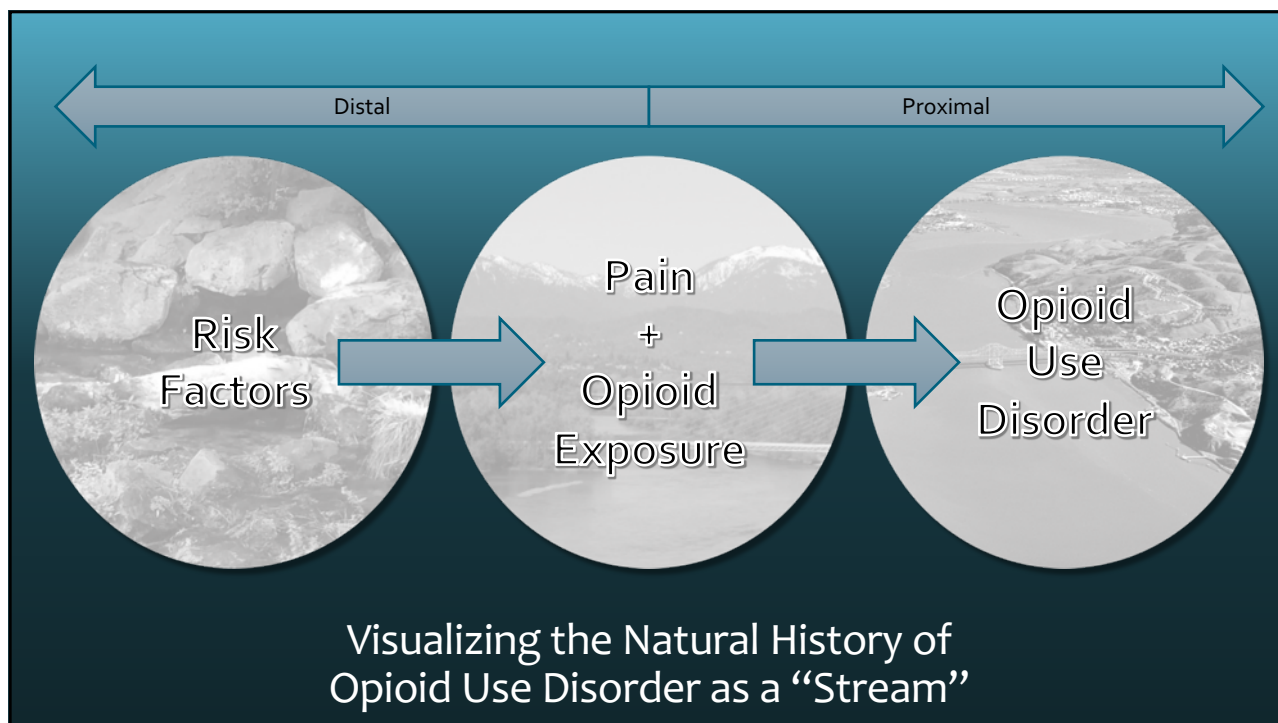 Distal
Proximal
Risk
Factors
Pain
+
Opioid
Exposure
Opioid
Use
Disorder
Visualizing the Natural History of
Opioid Use Disorder as a “Stream”